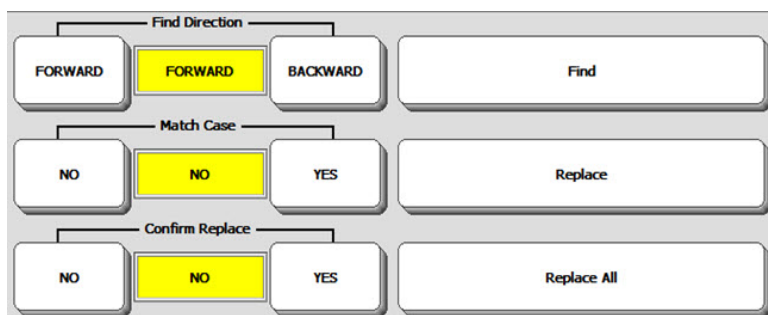 Find Direction
FORWARD FORWARD BACKWARD Find
Match Case
NO NO YES Replace
Confirm Replace
NO NO YES Replace All